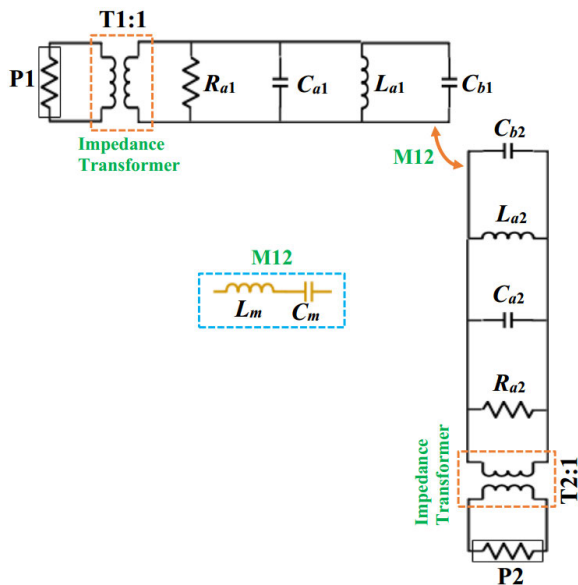 T1:1
P1
Ra1
Ca1
La1
Cb1
Impedance
Transformer
M12
Cb2
La2
M12
Lm
Cm
Ca2
Ra2
Impedance
Transformer
T2:1
P2